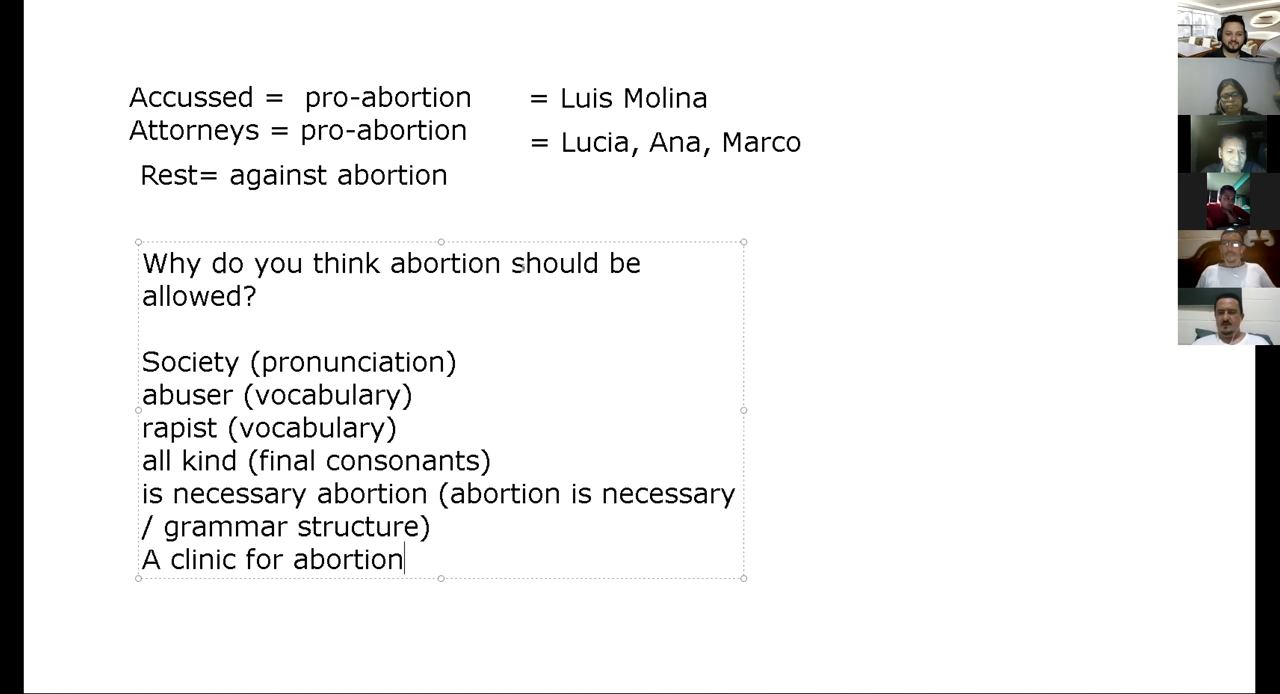 Accussed =  pro-abortion = Luis Molina
Attorneys = pro-abortion = Lucia, Ana, Marco
Rest= against abortion
Why do you think abortion should be
allowed?
Society (pronunciation)
abuser (vocabulary)
rapist (vocabulary)
all kind (final consonants)
is necessary abortion (abortion is necessary
/ grammar structure)
A clinic for abortion